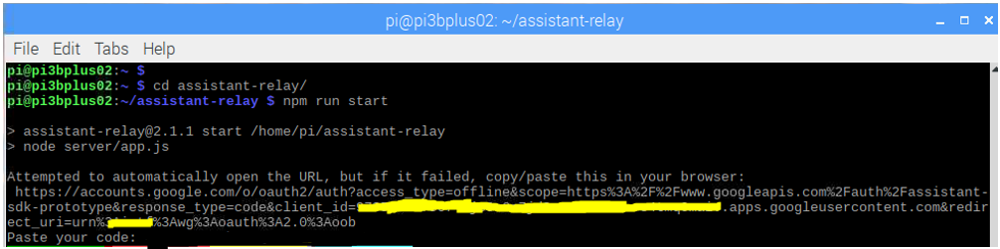 pi@pi3bplus02: ~/assistant-relay
File Edit Tabs Help
pi@pi3bplus02:~ $
pi@pi3bplus02:~ $ cd assistant-relay/
pi@pi3bplus02:~/assistant-relay $ npm run start
> assistant-relay@2.1.1 start /home/pi/assistant-relay
> node server/app.js
Attempted to automatically open the URL, but if it failed, copy/paste this in your browser:
https://accounts.google.com/o/oauth2/auth?access_type=offline&scope=https%3A%2F%2Fwww.googleapis.com%2Fauth%2Fassistant-
sdk-prototype&response_type=code&client_id= .apps.googleusercontent.com&redir
ect_uri=urn% %3Awg%3Aoauth%3A2.0%3Aoob
Paste your code: